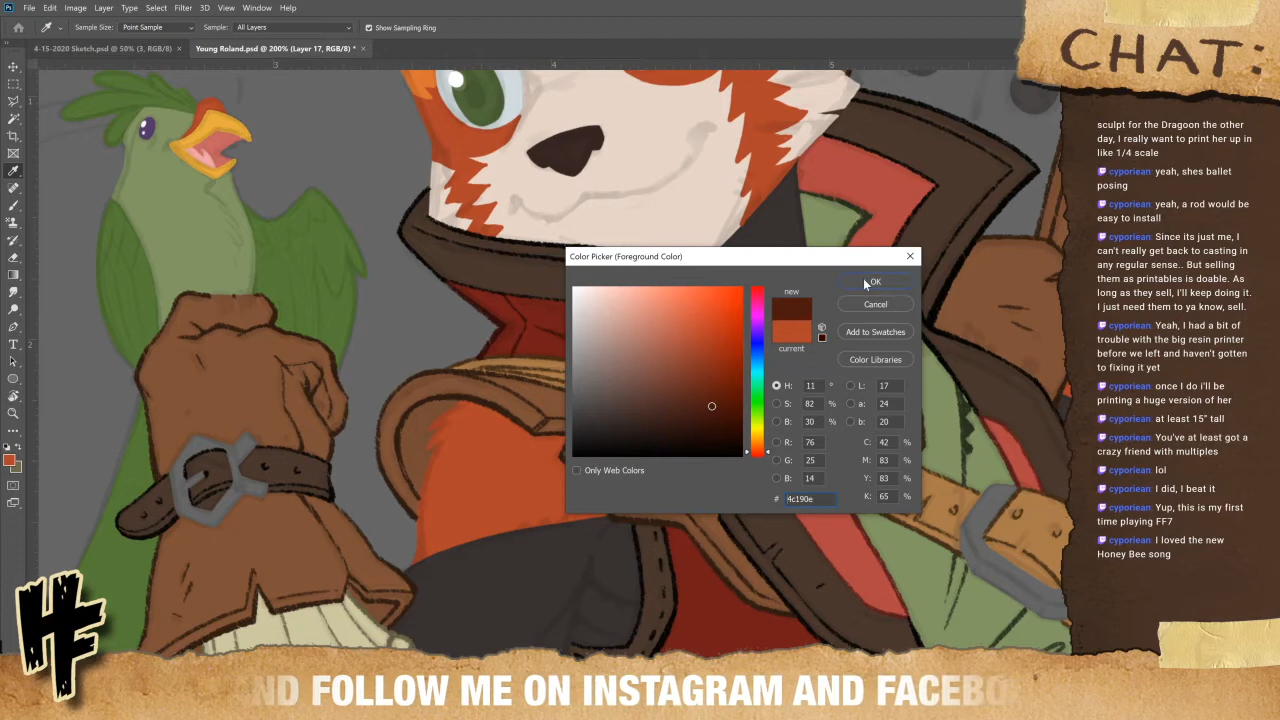 Ps File Edit Image Layer Type Select Filter 3D View Window Help
Sample Size: Point Sample Sample: All Layers Show Sampling Ring
4-15-2020 Sketch.psd @ 50% (3, RGB/8) × Young Roland.psd @ 200% (Layer 17, RGB/8) * ×
3 4 5
1
2
Color Picker (Foreground Color)
new
current
OK
Cancel
Add to Swatches
Color Libraries
H: 11 ° L: 17
S: 82 % a: 24
B: 30 % b: 20
R: 76 C: 42 %
G: 25 M: 83 %
B: 14 Y: 83 %
# 4c190e K: 65 %
Only Web Colors
CHAT:
sculpt for the Dragoon the other
day, I really want to print her up in
like 1/4 scale
cyporiean: yeah, shes ballet
posing
cyporiean: yeah, a rod would be
easy to install
cyporiean: Since its just me, I
can't really get back to casting in
any regular sense.. But selling
them as printables is doable. As
long as they sell, I'll keep doing it.
I just need them to ya know, sell.
cyporiean: Yeah, I had a bit of
trouble with the big resin printer
before we left and haven't gotten
to fixing it yet
cyporiean: once I do i'll be
printing a huge version of her
cyporiean: at least 15" tall
cyporiean: You've at least got a
crazy friend with multiples
cyporiean: lol
cyporiean: I did, I beat it
cyporiean: Yup, this is my first
time playing FF7
cyporiean: I loved the new
Honey Bee song
HF
ND FOLLOW ME ON INSTAGRAM AND FACEBO